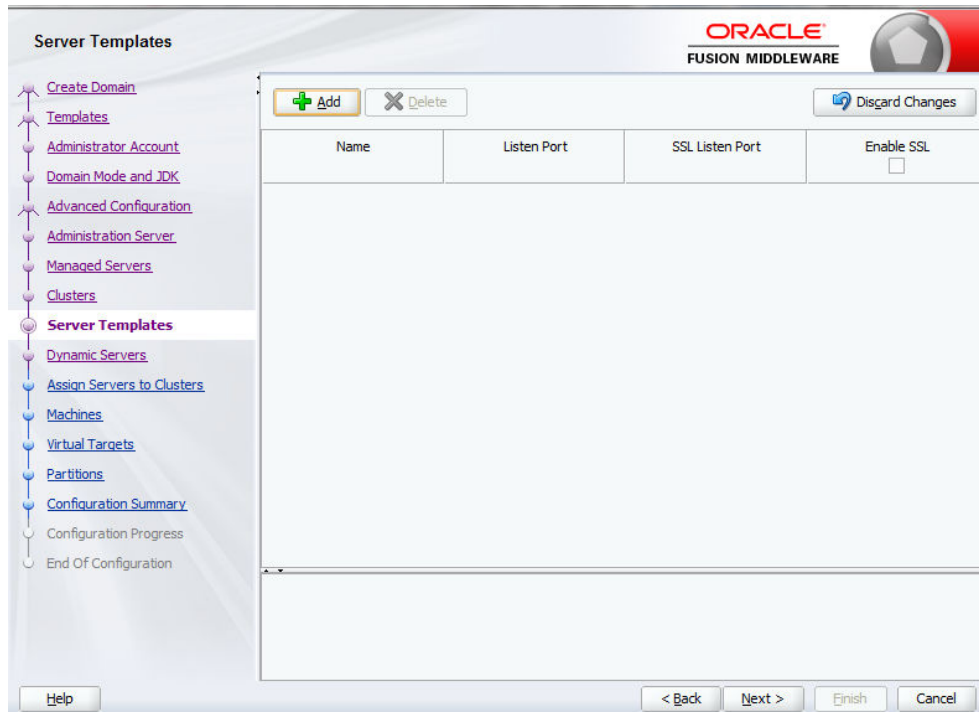 Server Templates
ORACLE
FUSION MIDDLEWARE
Create Domain
Templates
Administrator Account
Domain Mode and JDK
Advanced Configuration
Administration Server
Managed Servers
Clusters
Server Templates
Dynamic Servers
Assign Servers to Clusters
Machines
Virtual Targets
Partitions
Configuration Summary
Configuration Progress
End Of Configuration
Add Delete Discard Changes
Name Listen Port SSL Listen Port Enable SSL
Help < Back Next > Finish Cancel